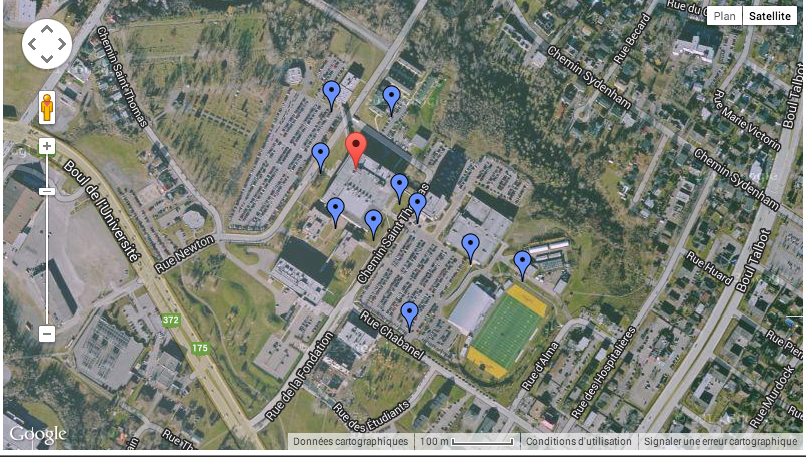 Plan
Satellite
Rue du C
Rue Becard
Chemin Saint-Thomas
Chemin Sydenham
Boul Talbot
Rue Marie Victorin
Chemin Sydenham
Boul de l'Université
Rue Newton
Chemin Saint-Thomas
Rue Huard
Boul Talbot
372
175
Rue Chabanel
Rue de la Fondation
Rue d'Alma
Rue des Hospitalières
Rue Pier
Rue Murdock
Rue des Étudiants
Rue
Google
Données cartographiques
100 m
Conditions d'utilisation
Signaler une erreur cartographique